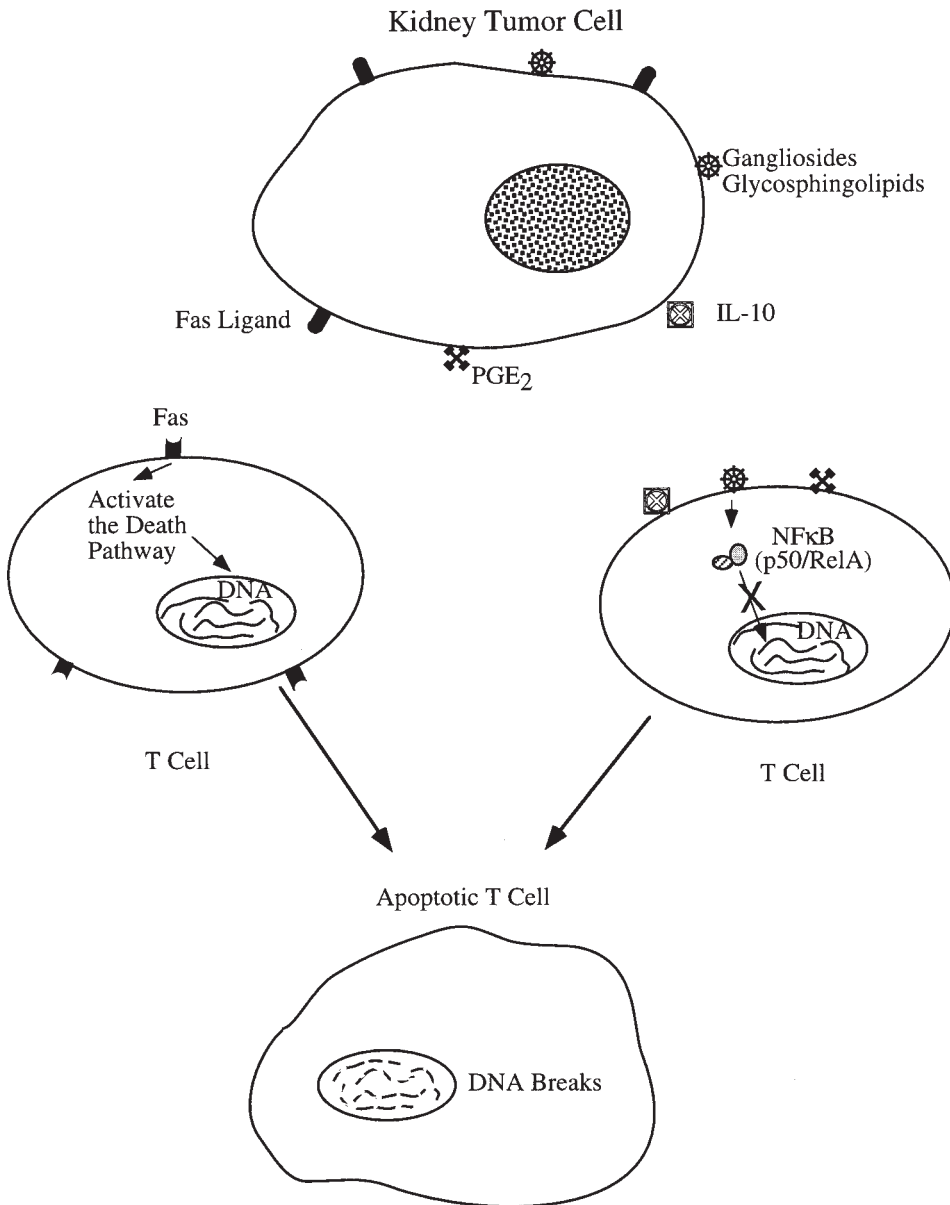 Kidney Tumor Cell
Gangliosides
Glycosphingolipids
Fas Ligand
IL-10
PGE2
Fas
Activate
the Death
Pathway
DNA
NFκB
(p50/RelA)
DNA
T Cell
T Cell
Apoptotic T Cell
DNA Breaks